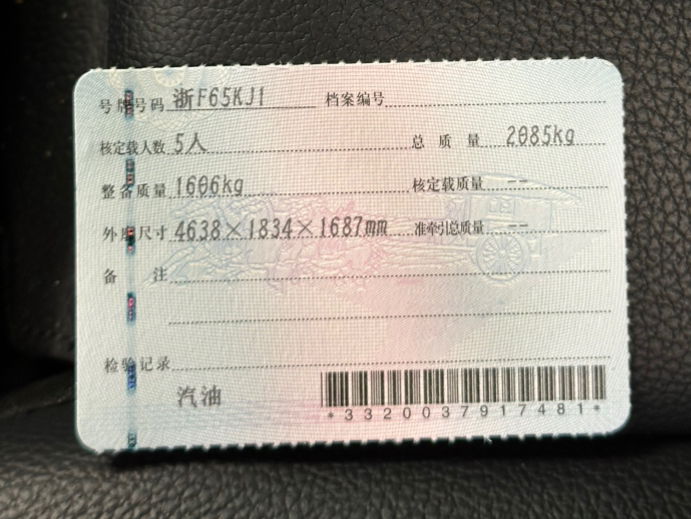 号牌号码 浙F65KJ1 档案编号
核定载人数 5人 总质量 2085kg
整备质量 1606kg 核定载质量 --
外廓尺寸 4638×1834×1687mm 准牵引总质量 --
备注
检验记录
汽油
*3320037917481*